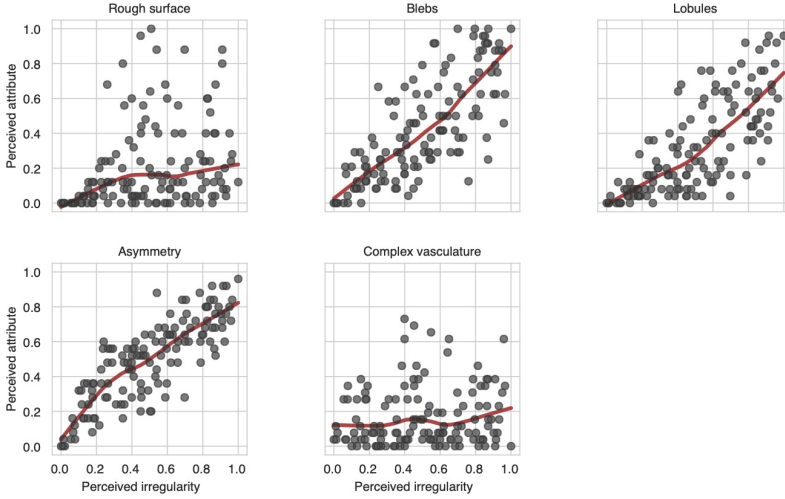 Rough surface
Blebs
Lobules
Perceived attribute
1.0
0.8
0.6
0.4
0.2
0.0
Asymmetry
Complex vasculature
Perceived attribute
1.0
0.8
0.6
0.4
0.2
0.0
0.0 0.2 0.4 0.6 0.8 1.0
0.0 0.2 0.4 0.6 0.8 1.0
Perceived irregularity
Perceived irregularity